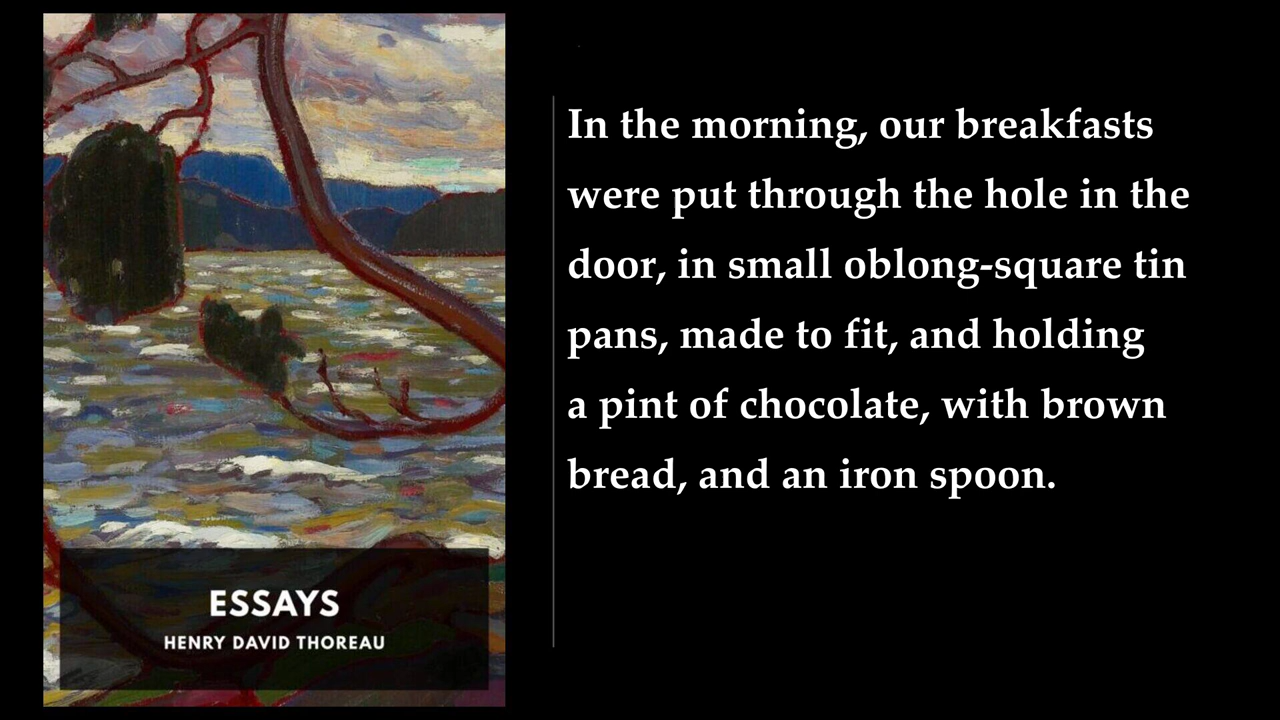 ESSAYS
HENRY DAVID THOREAU
In the morning, our breakfasts
were put through the hole in the
door, in small oblong-square tin
pans, made to fit, and holding
a pint of chocolate, with brown
bread, and an iron spoon.